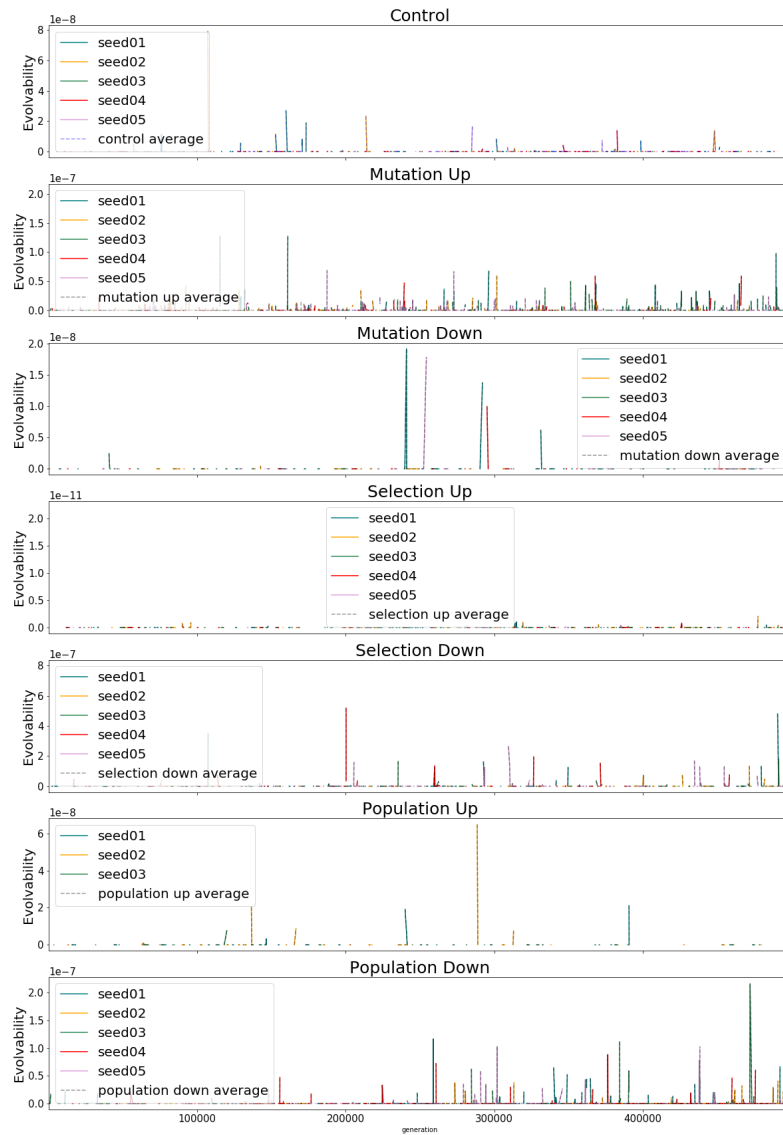 Control
1e−8
8
6
4
2
0
Evolvability
seed01
seed02
seed03
seed04
seed05
control average
Mutation Up
1e−7
2.0
1.5
1.0
0.5
0.0
Evolvability
seed01
seed02
seed03
seed04
seed05
mutation up average
Mutation Down
1e−8
2.0
1.5
1.0
0.5
0.0
Evolvability
seed01
seed02
seed03
seed04
seed05
mutation down average
Selection Up
1e−11
2.0
1.5
1.0
0.5
0.0
Evolvability
seed01
seed02
seed03
seed04
seed05
selection up average
Selection Down
1e−7
8
6
4
2
0
Evolvability
seed01
seed02
seed03
seed04
seed05
selection down average
Population Up
1e−8
6
4
2
0
Evolvability
seed01
seed02
seed03
population up average
Population Down
1e−7
2.0
1.5
1.0
0.5
0.0
Evolvability
seed01
seed02
seed03
seed04
seed05
population down average
100000 200000 300000 400000
generation